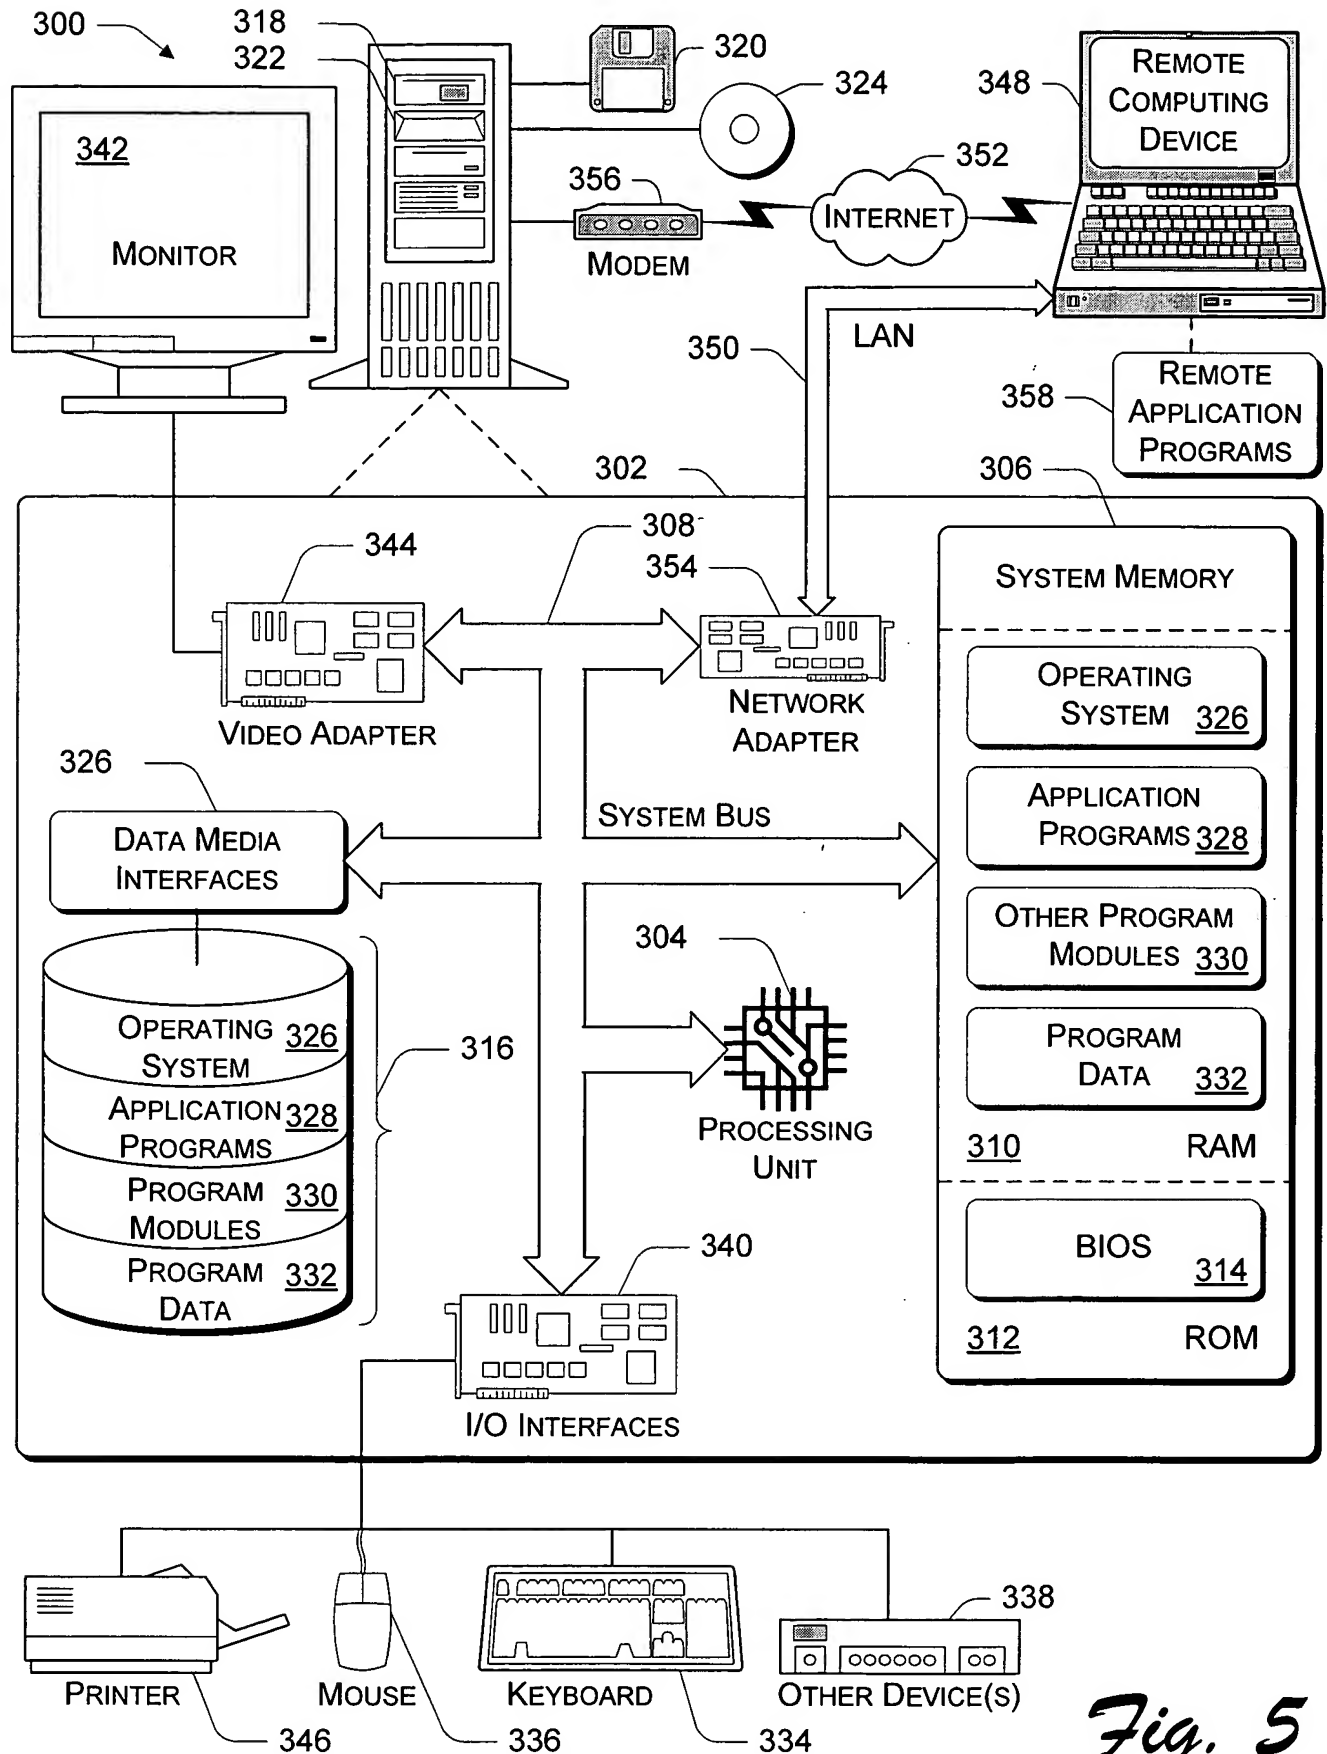 300
318
322
320
324
348
REMOTE
COMPUTING
DEVICE
342
MONITOR
356
MODEM
352
INTERNET
LAN
350
358
REMOTE
APPLICATION
PROGRAMS
302
306
308
344
354
VIDEO ADAPTER
NETWORK
ADAPTER
SYSTEM MEMORY
OPERATING
SYSTEM 326
APPLICATION
PROGRAMS 328
OTHER PROGRAM
MODULES 330
PROGRAM
DATA 332
310 RAM
BIOS
314
312 ROM
326
DATA MEDIA
INTERFACES
SYSTEM BUS
304
PROCESSING
UNIT
OPERATING 326
SYSTEM
316
APPLICATION 328
PROGRAMS
PROGRAM 330
MODULES
PROGRAM 332
DATA
340
I/O INTERFACES
PRINTER
346
MOUSE
336
KEYBOARD
334
338
OTHER DEVICE(S)
Fig. 5